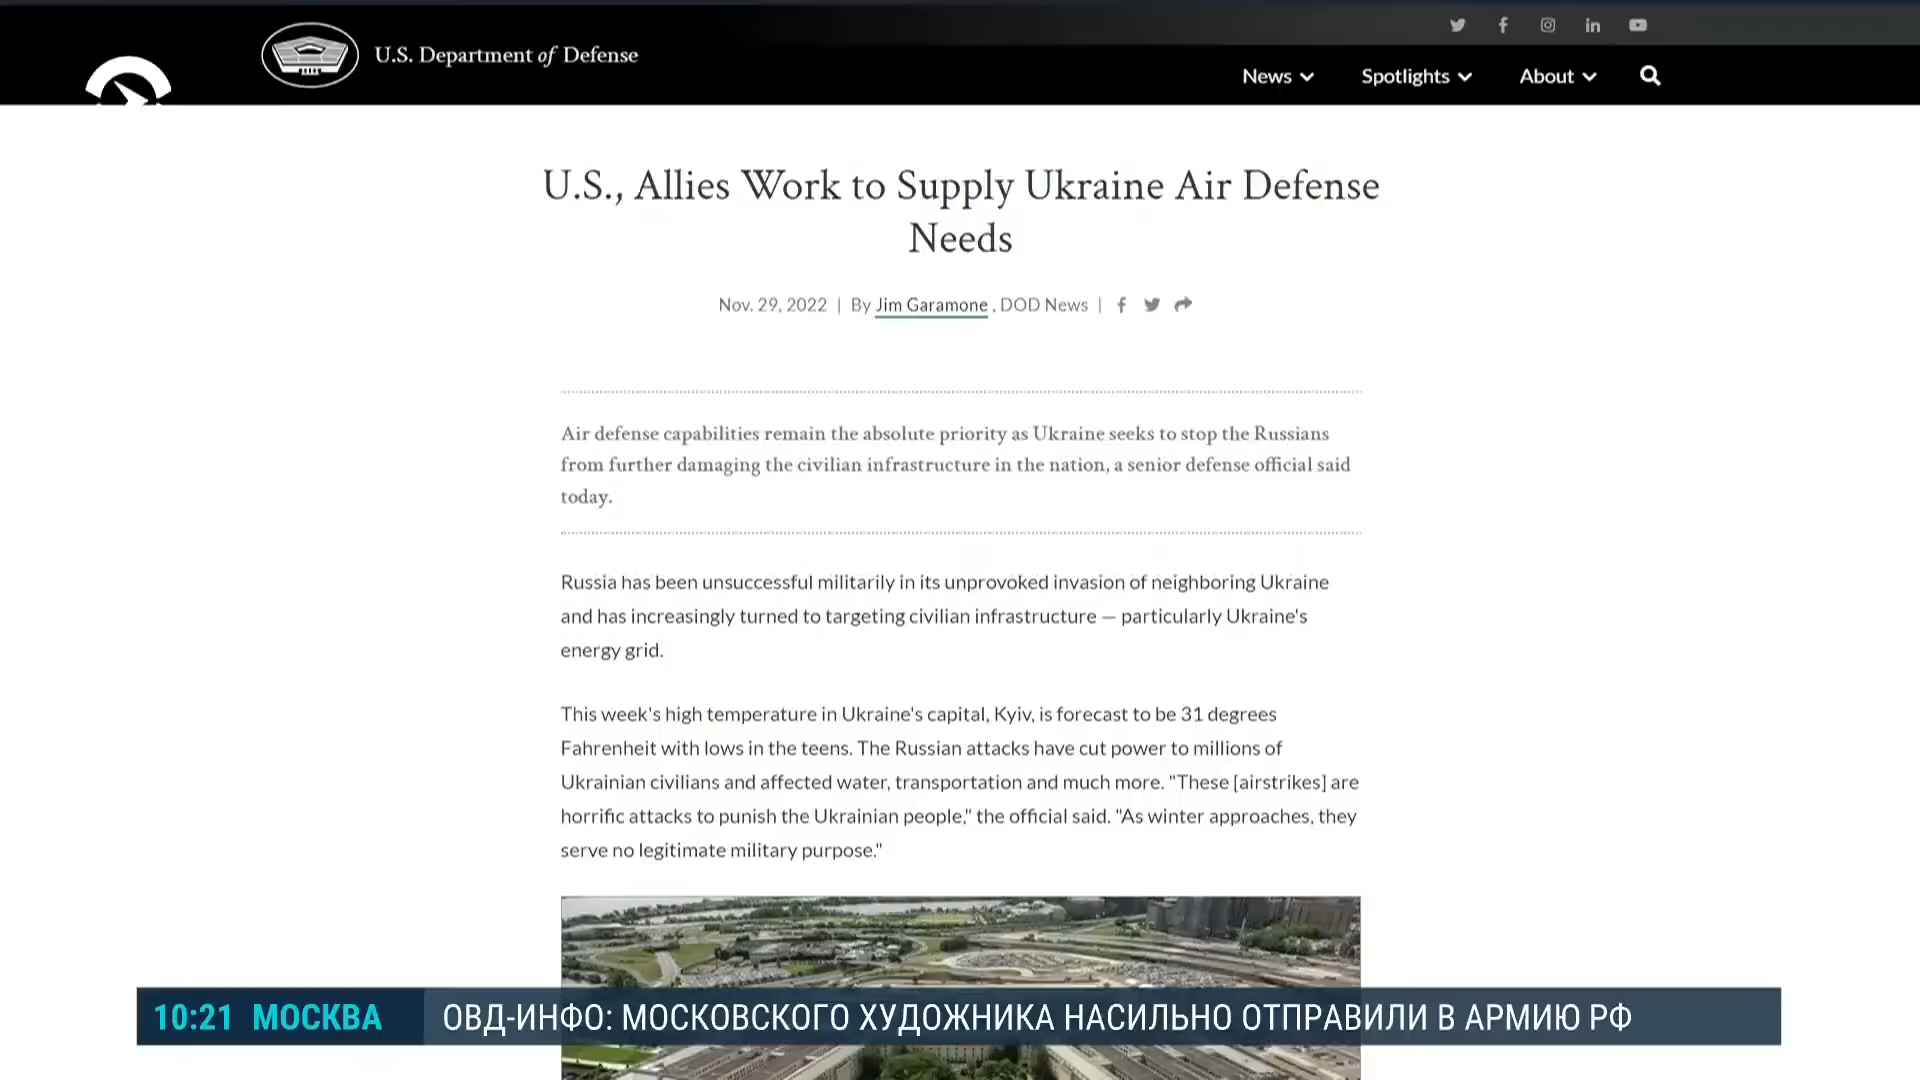 U.S. Department of Defense
News
Spotlights
About
U.S., Allies Work to Supply Ukraine Air Defense
Needs
Nov. 29, 2022 | By Jim Garamone , DOD News |
Air defense capabilities remain the absolute priority as Ukraine seeks to stop the Russians
from further damaging the civilian infrastructure in the nation, a senior defense official said
today.
Russia has been unsuccessful militarily in its unprovoked invasion of neighboring Ukraine
and has increasingly turned to targeting civilian infrastructure — particularly Ukraine's
energy grid.
This week's high temperature in Ukraine's capital, Kyiv, is forecast to be 31 degrees
Fahrenheit with lows in the teens. The Russian attacks have cut power to millions of
Ukrainian civilians and affected water, transportation and much more. "These [airstrikes] are
horrific attacks to punish the Ukrainian people," the official said. "As winter approaches, they
serve no legitimate military purpose."
10:21 МОСКВА ОВД-ИНФО: МОСКОВСКОГО ХУДОЖНИКА НАСИЛЬНО ОТПРАВИЛИ В АРМИЮ РФ